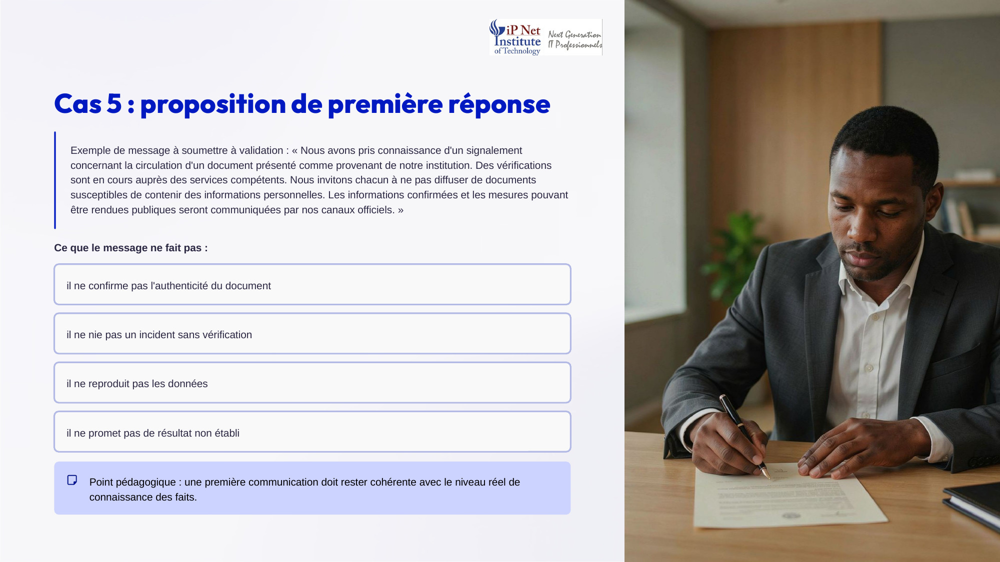 iP Net
Institute
of Technology
Next Generation
IT Professionnels
Cas 5 : proposition de première réponse
Exemple de message à soumettre à validation : « Nous avons pris connaissance d'un signalement
concernant la circulation d'un document présenté comme provenant de notre institution. Des vérifications
sont en cours auprès des services compétents. Nous invitons chacun à ne pas diffuser de documents
susceptibles de contenir des informations personnelles. Les informations confirmées et les mesures pouvant
être rendues publiques seront communiquées par nos canaux officiels. »
Ce que le message ne fait pas :
il ne confirme pas l'authenticité du document
il ne nie pas un incident sans vérification
il ne reproduit pas les données
il ne promet pas de résultat non établi
Point pédagogique : une première communication doit rester cohérente avec le niveau réel de
connaissance des faits.